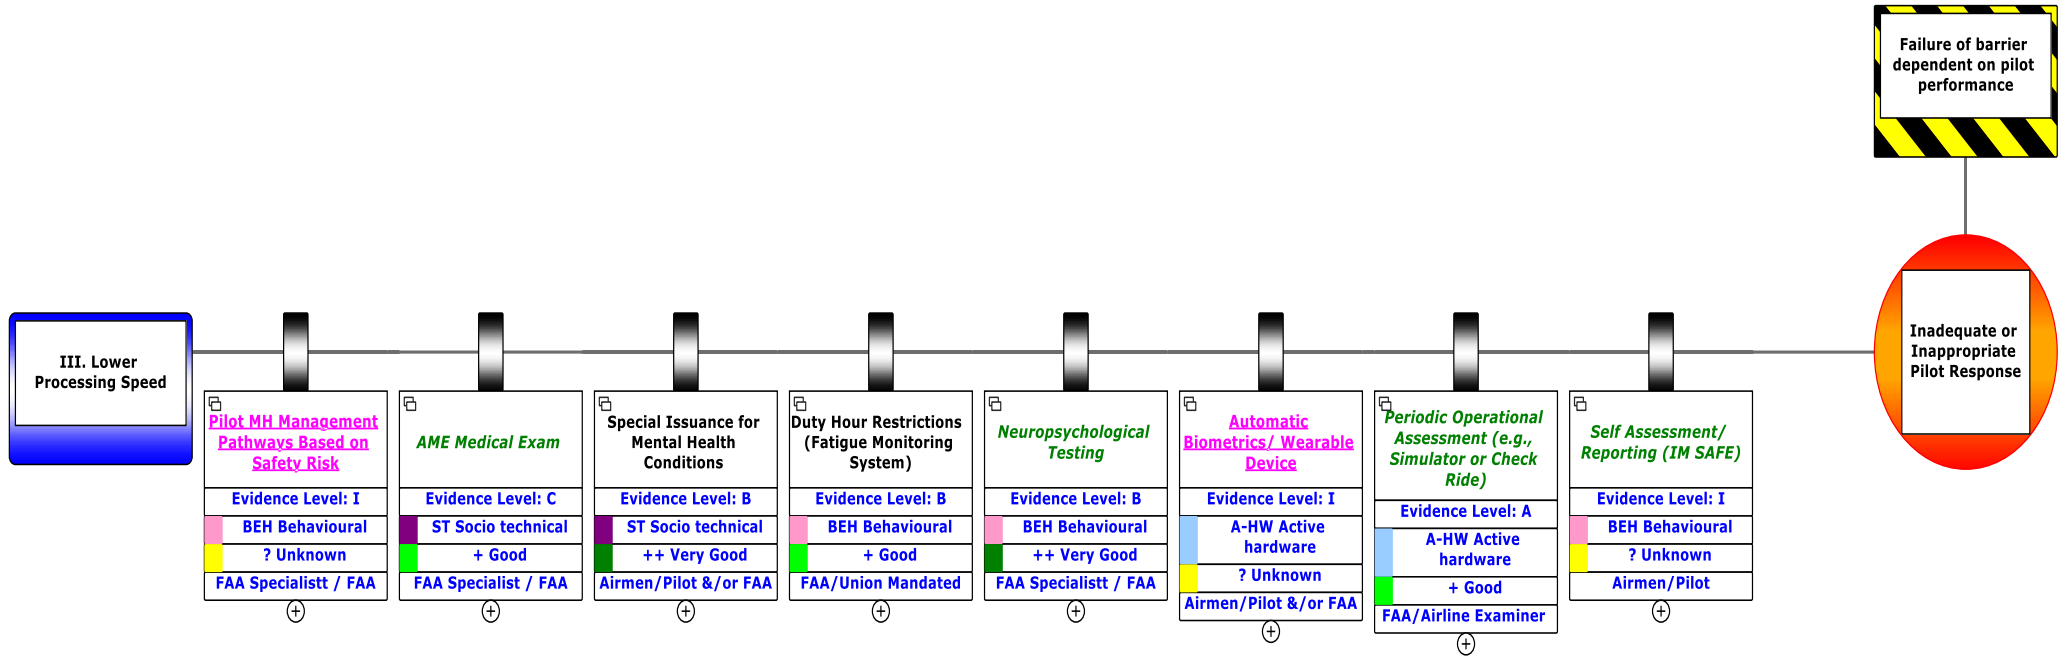 Failure of barrier
dependent on pilot
performance
III. Lower
Processing Speed
Pilot MH Management
Pathways Based on
Safety Risk
Evidence Level: I
BEH Behavioural
? Unknown
FAA Specialistt / FAA
+
AME Medical Exam
Evidence Level: C
ST Socio technical
+ Good
FAA Specialist / FAA
+
Special Issuance for
Mental Health
Conditions
Evidence Level: B
ST Socio technical
++ Very Good
Airmen/Pilot &/or FAA
+
Duty Hour Restrictions
(Fatigue Monitoring
System)
Evidence Level: B
BEH Behavioural
+ Good
FAA/Union Mandated
+
Neuropsychological
Testing
Evidence Level: B
BEH Behavioural
++ Very Good
FAA Specialistt / FAA
+
Automatic
Biometrics/ Wearable
Device
Evidence Level: I
A-HW Active
hardware
? Unknown
Airmen/Pilot &/or FAA
+
Periodic Operational
Assessment (e.g.,
Simulator or Check
Ride)
Evidence Level: A
A-HW Active
hardware
+ Good
FAA/Airline Examiner
+
Self Assessment/
Reporting (IM SAFE)
Evidence Level: I
BEH Behavioural
? Unknown
Airmen/Pilot
+
Inadequate or
Inappropriate
Pilot Response